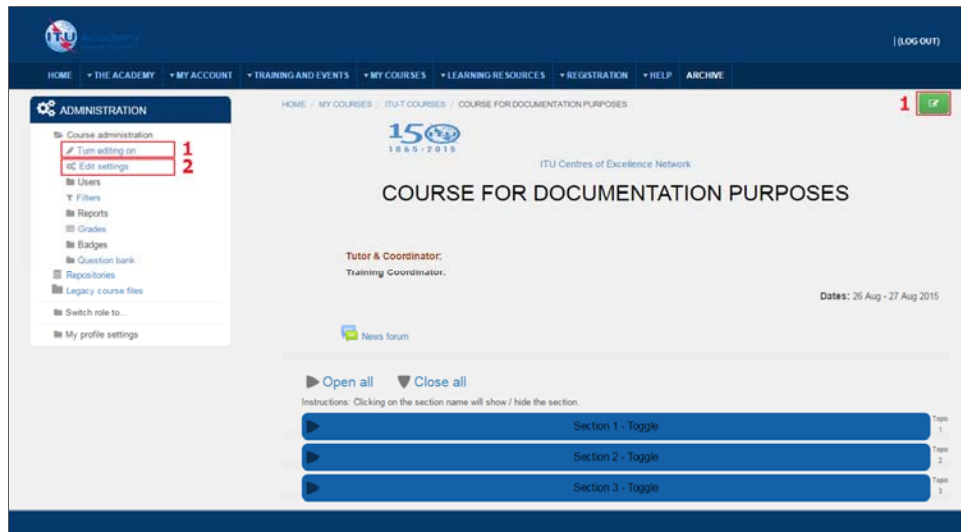 ITU Academy
| (LOG OUT)
HOME ▾ THE ACADEMY ▾ MY ACCOUNT ▾ TRAINING AND EVENTS ▾ MY COURSES ▾ LEARNING RESOURCES ▾ REGISTRATION ▾ HELP ARCHIVE
ADMINISTRATION
Course administration
Turn editing on 1
Edit settings 2
Users
Filters
Reports
Grades
Badges
Question bank
Repositories
Legacy course files
Switch role to...
My profile settings
HOME / MY COURSES / ITU-T COURSES / COURSE FOR DOCUMENTATION PURPOSES
1
150
1865-2015
ITU Centres of Excellence Network
COURSE FOR DOCUMENTATION PURPOSES
Tutor & Coordinator:
Training Coordinator:
Dates: 26 Aug - 27 Aug 2015
News forum
Open all Close all
Instructions: Clicking on the section name will show / hide the section.
Section 1 - Toggle
Topic
1
Section 2 - Toggle
Topic
2
Section 3 - Toggle
Topic
3